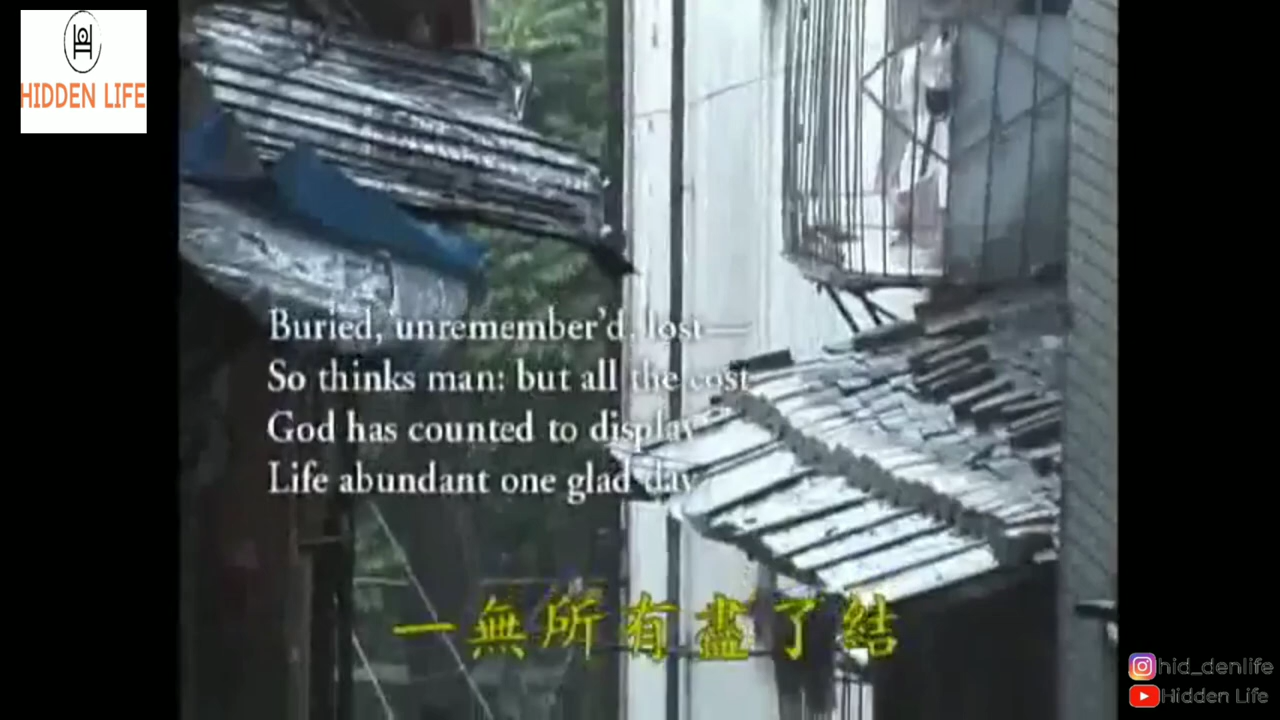 HIDDEN LIFE
Buried, unremember'd, lost—
So thinks man: but all the cost
God has counted to display
Life abundant one glad day.
一無所有盡了結
hid_denlife
Hidden Life